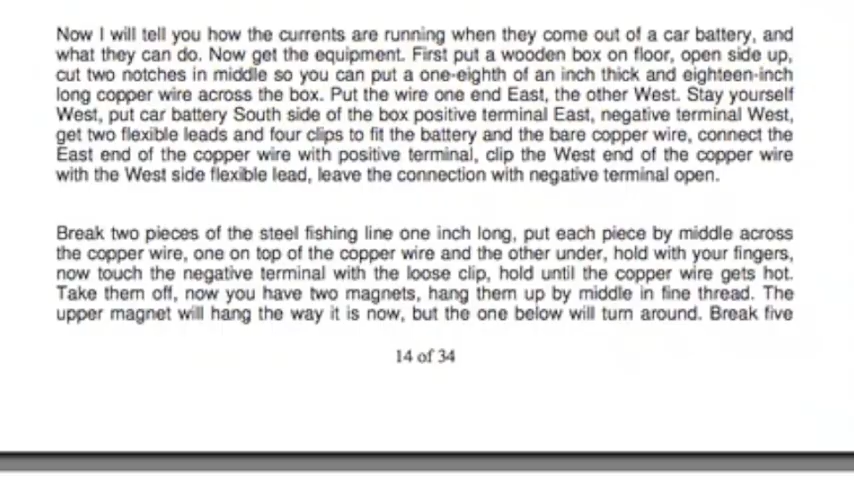 Now I will tell you how the currents are running when they come out of a car battery, and
what they can do. Now get the equipment. First put a wooden box on floor, open side up,
cut two notches in middle so you can put a one-eighth of an inch thick and eighteen-inch
long copper wire across the box. Put the wire one end East, the other West. Stay yourself
West, put car battery South side of the box positive terminal East, negative terminal West,
get two flexible leads and four clips to fit the battery and the bare copper wire, connect the
East end of the copper wire with positive terminal, clip the West end of the copper wire
with the West side flexible lead, leave the connection with negative terminal open.
Break two pieces of the steel fishing line one inch long, put each piece by middle across
the copper wire, one on top of the copper wire and the other under, hold with your fingers,
now touch the negative terminal with the loose clip, hold until the copper wire gets hot.
Take them off, now you have two magnets, hang them up by middle in fine thread. The
upper magnet will hang the way it is now, but the one below will turn around. Break five
14 of 34